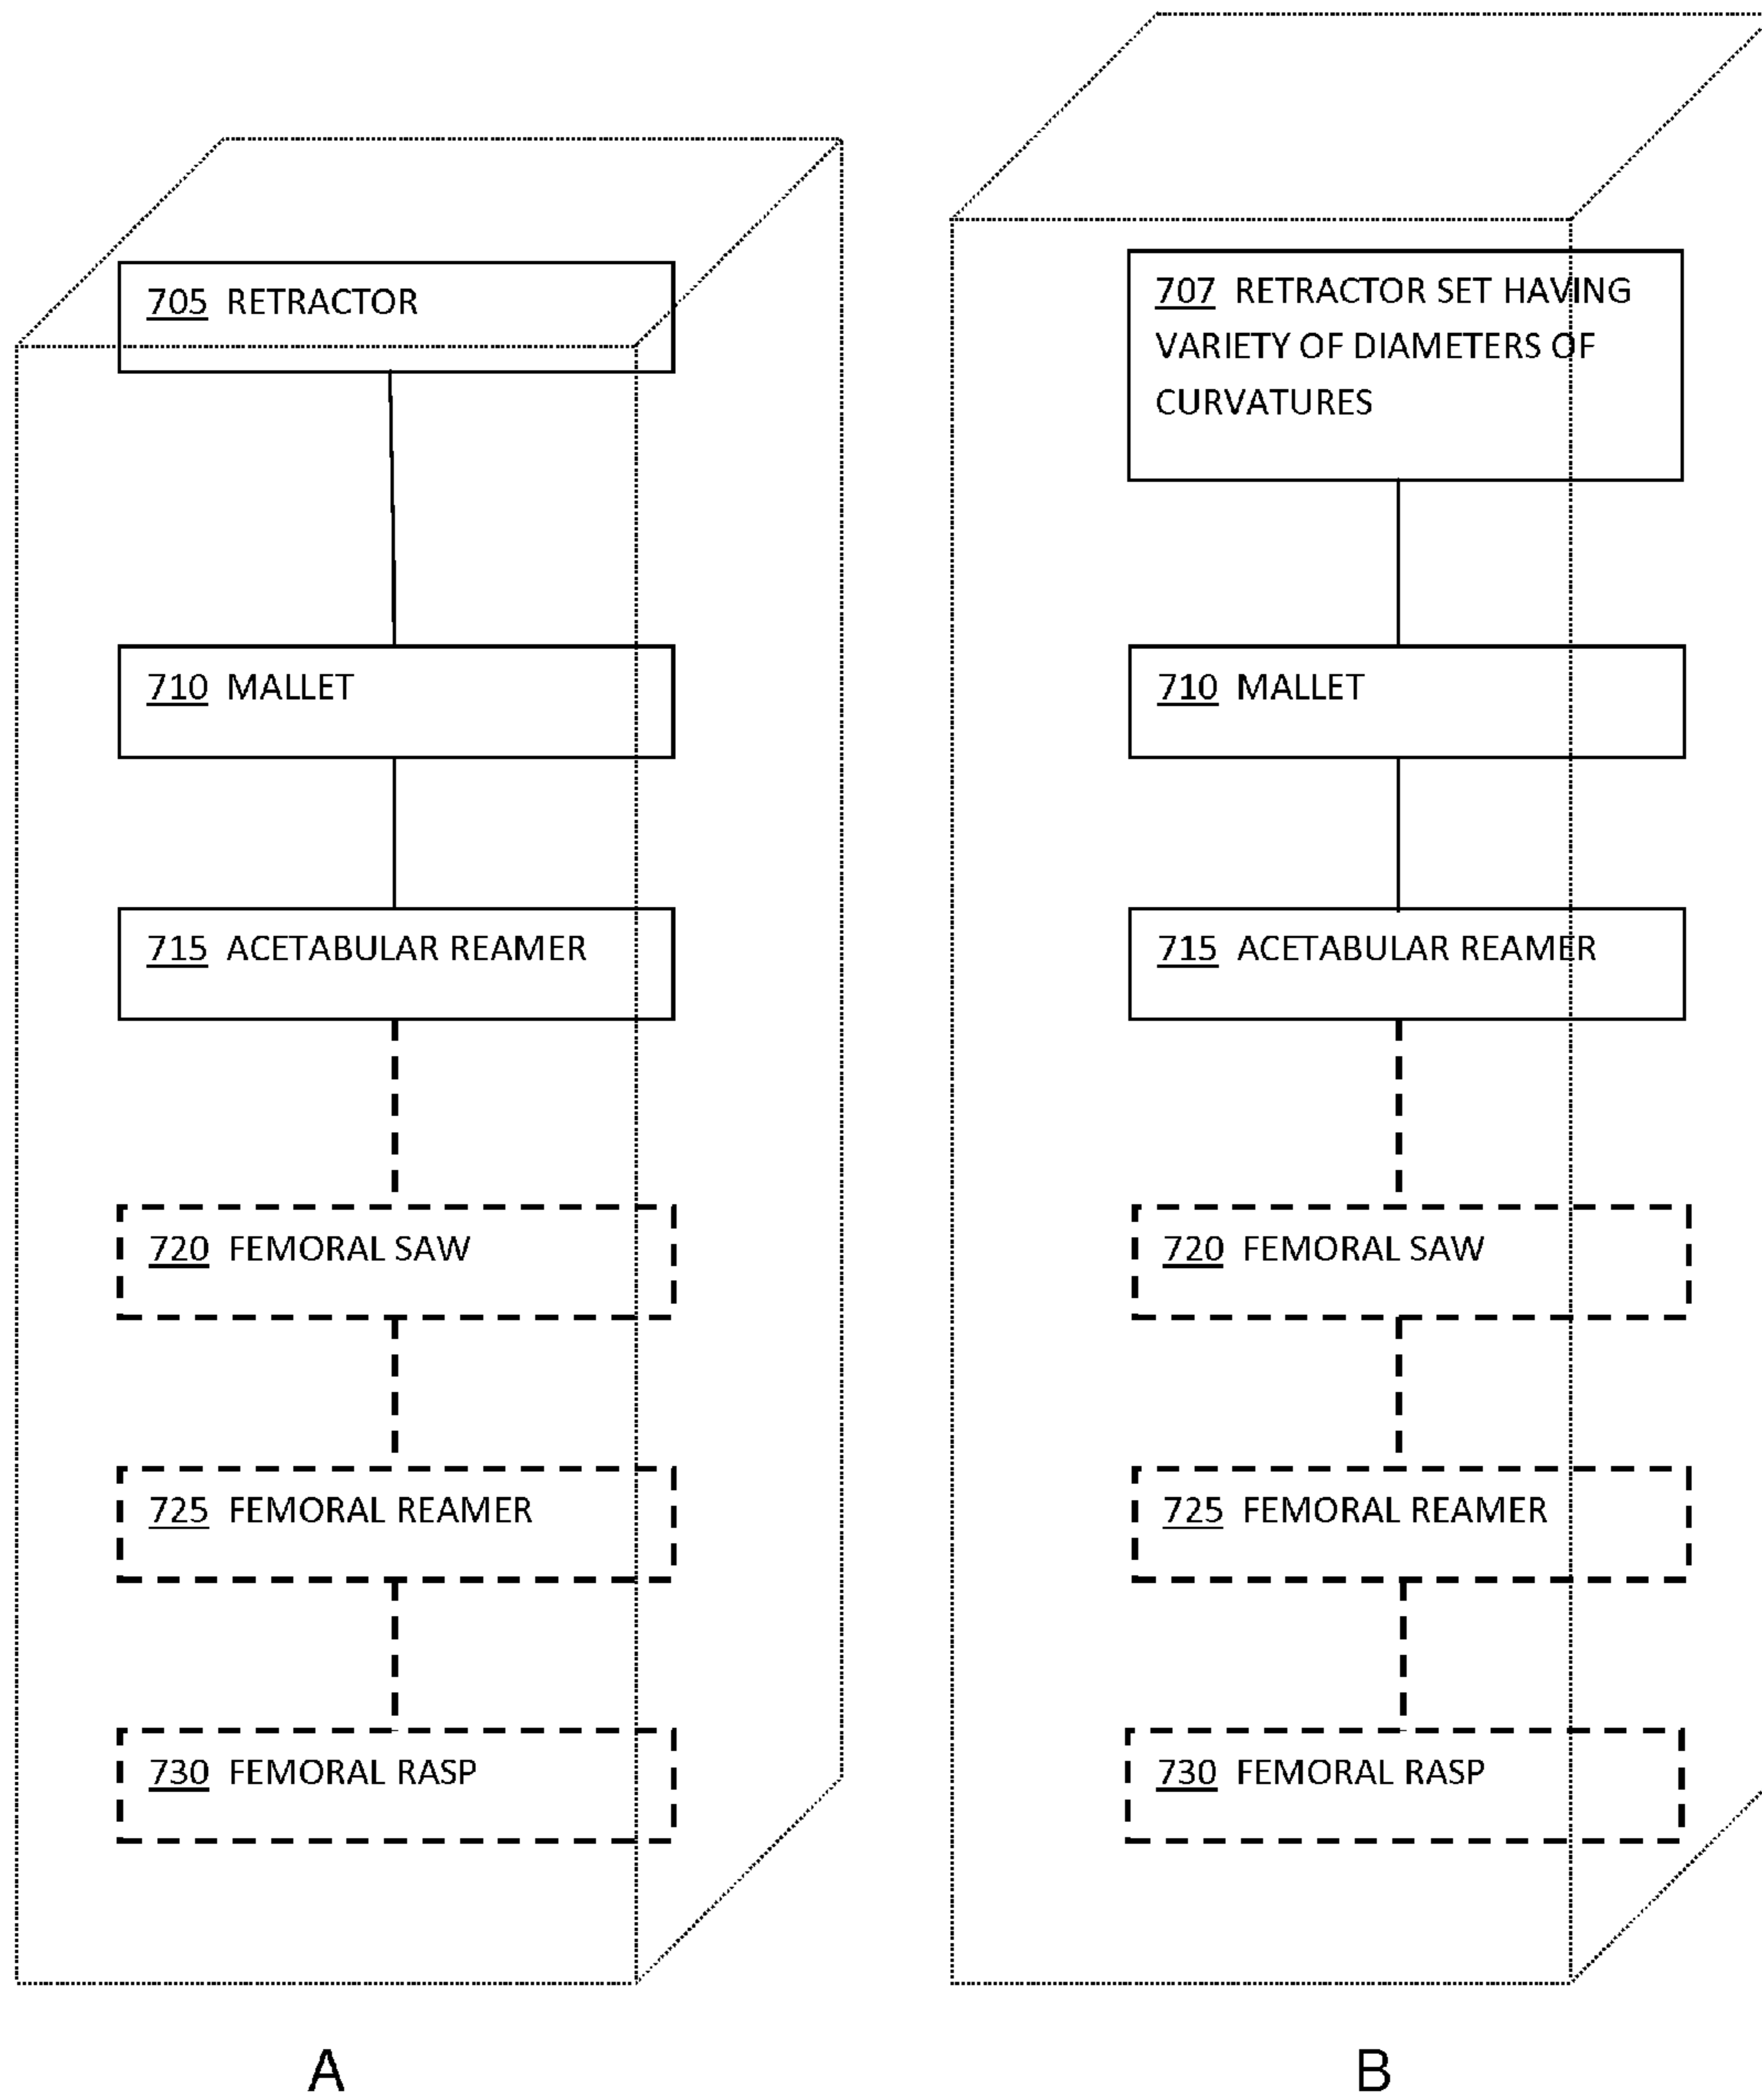 705 RETRACTOR
710 MALLET
715 ACETABULAR REAMER
720 FEMORAL SAW
725 FEMORAL REAMER
730 FEMORAL RASP
A
707 RETRACTOR SET HAVING
VARIETY OF DIAMETERS OF
CURVATURES
710 MALLET
715 ACETABULAR REAMER
720 FEMORAL SAW
725 FEMORAL REAMER
730 FEMORAL RASP
B